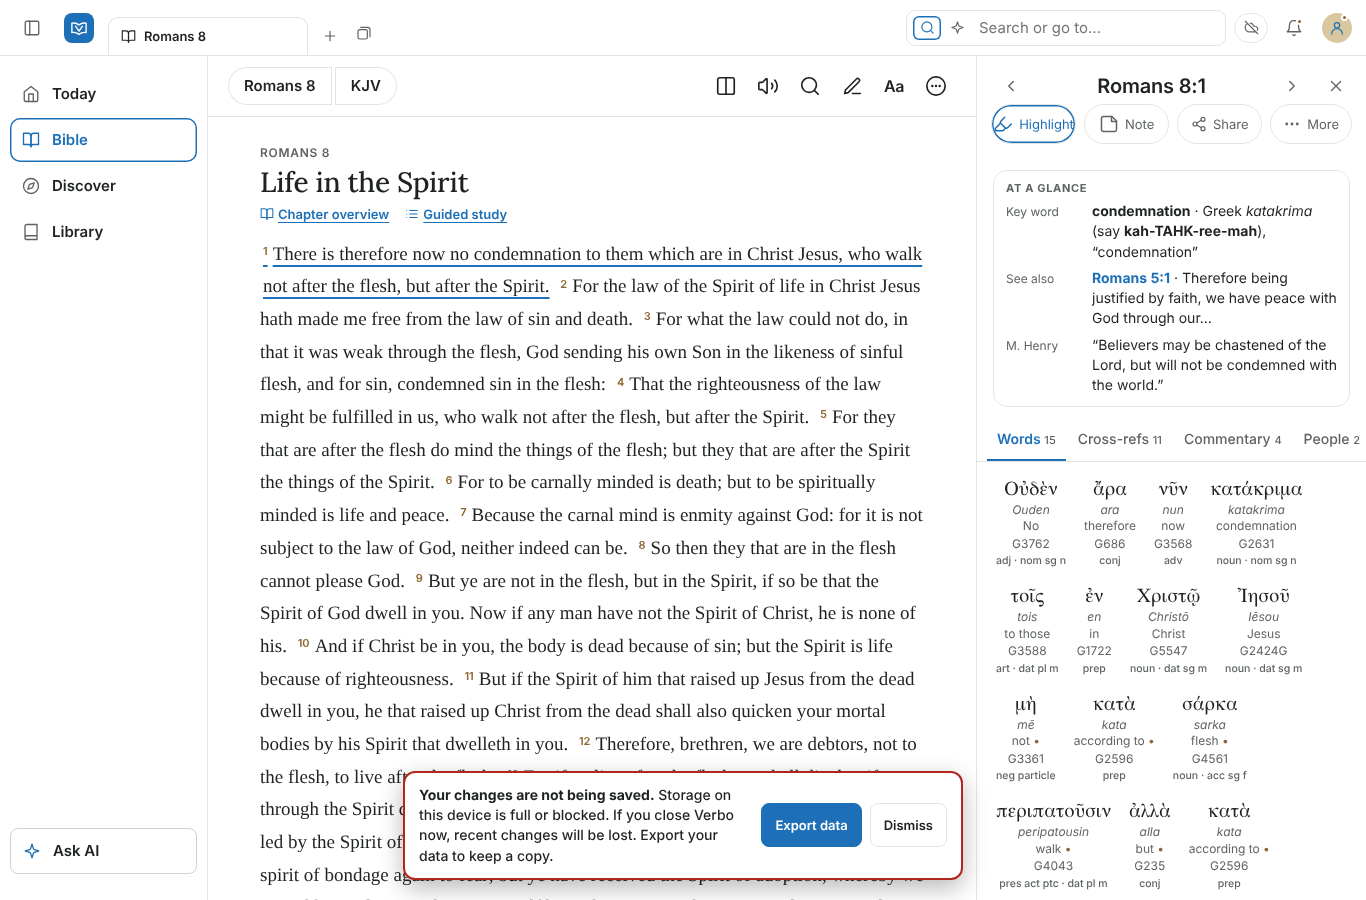 Romans 8
Search or go to...
Today
Bible
Discover
Library
Ask AI
Romans 8
KJV
Aa
ROMANS 8
Life in the Spirit
Chapter overview
Guided study
1 There is therefore now no condemnation to them which are in Christ Jesus, who walk
not after the flesh, but after the Spirit. 2 For the law of the Spirit of life in Christ Jesus
hath made me free from the law of sin and death. 3 For what the law could not do, in
that it was weak through the flesh, God sending his own Son in the likeness of sinful
flesh, and for sin, condemned sin in the flesh: 4 That the righteousness of the law
might be fulfilled in us, who walk not after the flesh, but after the Spirit. 5 For they
that are after the flesh do mind the things of the flesh; but they that are after the Spirit
the things of the Spirit. 6 For to be carnally minded is death; but to be spiritually
minded is life and peace. 7 Because the carnal mind is enmity against God: for it is not
subject to the law of God, neither indeed can be. 8 So then they that are in the flesh
cannot please God. 9 But ye are not in the flesh, but in the Spirit, if so be that the
Spirit of God dwell in you. Now if any man have not the Spirit of Christ, he is none of
his. 10 And if Christ be in you, the body is dead because of sin; but the Spirit is life
because of righteousness. 11 But if the Spirit of him that raised up Jesus from the dead
dwell in you, he that raised up Christ from the dead shall also quicken your mortal
bodies by his Spirit that dwelleth in you. 12 Therefore, brethren, we are debtors, not to
the flesh, to live
through the Spirit
led by the Spirit of
spirit of bondage
Your changes are not being saved. Storage on
this device is full or blocked. If you close Verbo
now, recent changes will be lost. Export your
data to keep a copy.
Export data
Dismiss
Romans 8:1
Highlight
Note
Share
More
AT A GLANCE
Key word
condemnation · Greek katakrima
(say kah-TAHK-ree-mah),
“condemnation”
See also
Romans 5:1 · Therefore being
justified by faith, we have peace with
God through our...
M. Henry
“Believers may be chastened of the
Lord, but will not be condemned with
the world.”
Words 15
Cross-refs 11
Commentary 4
People 2
Οὐδὲν ἄρα νῦν κατάκριμα
Ouden ara nun katakrima
No therefore now condemnation
G3762 G686 G3568 G2631
adj · nom sg n conj adv noun · nom sg n
τοῖς ἐν Χριστῷ Ἰησοῦ
tois en Christō Iēsou
to those in Christ Jesus
G3588 G1722 G5547 G2424G
art · dat pl m prep noun · dat sg m noun · dat sg m
μὴ κατὰ σάρκα
mē kata sarka
not • according to • flesh •
G3361 G2596 G4561
neg particle prep noun · acc sg f
περιπατοῦσιν ἀλλὰ κατὰ
peripatousin alla kata
walk • but • according to •
G4043 G235 G2596
pres act ptc · dat pl m conj prep